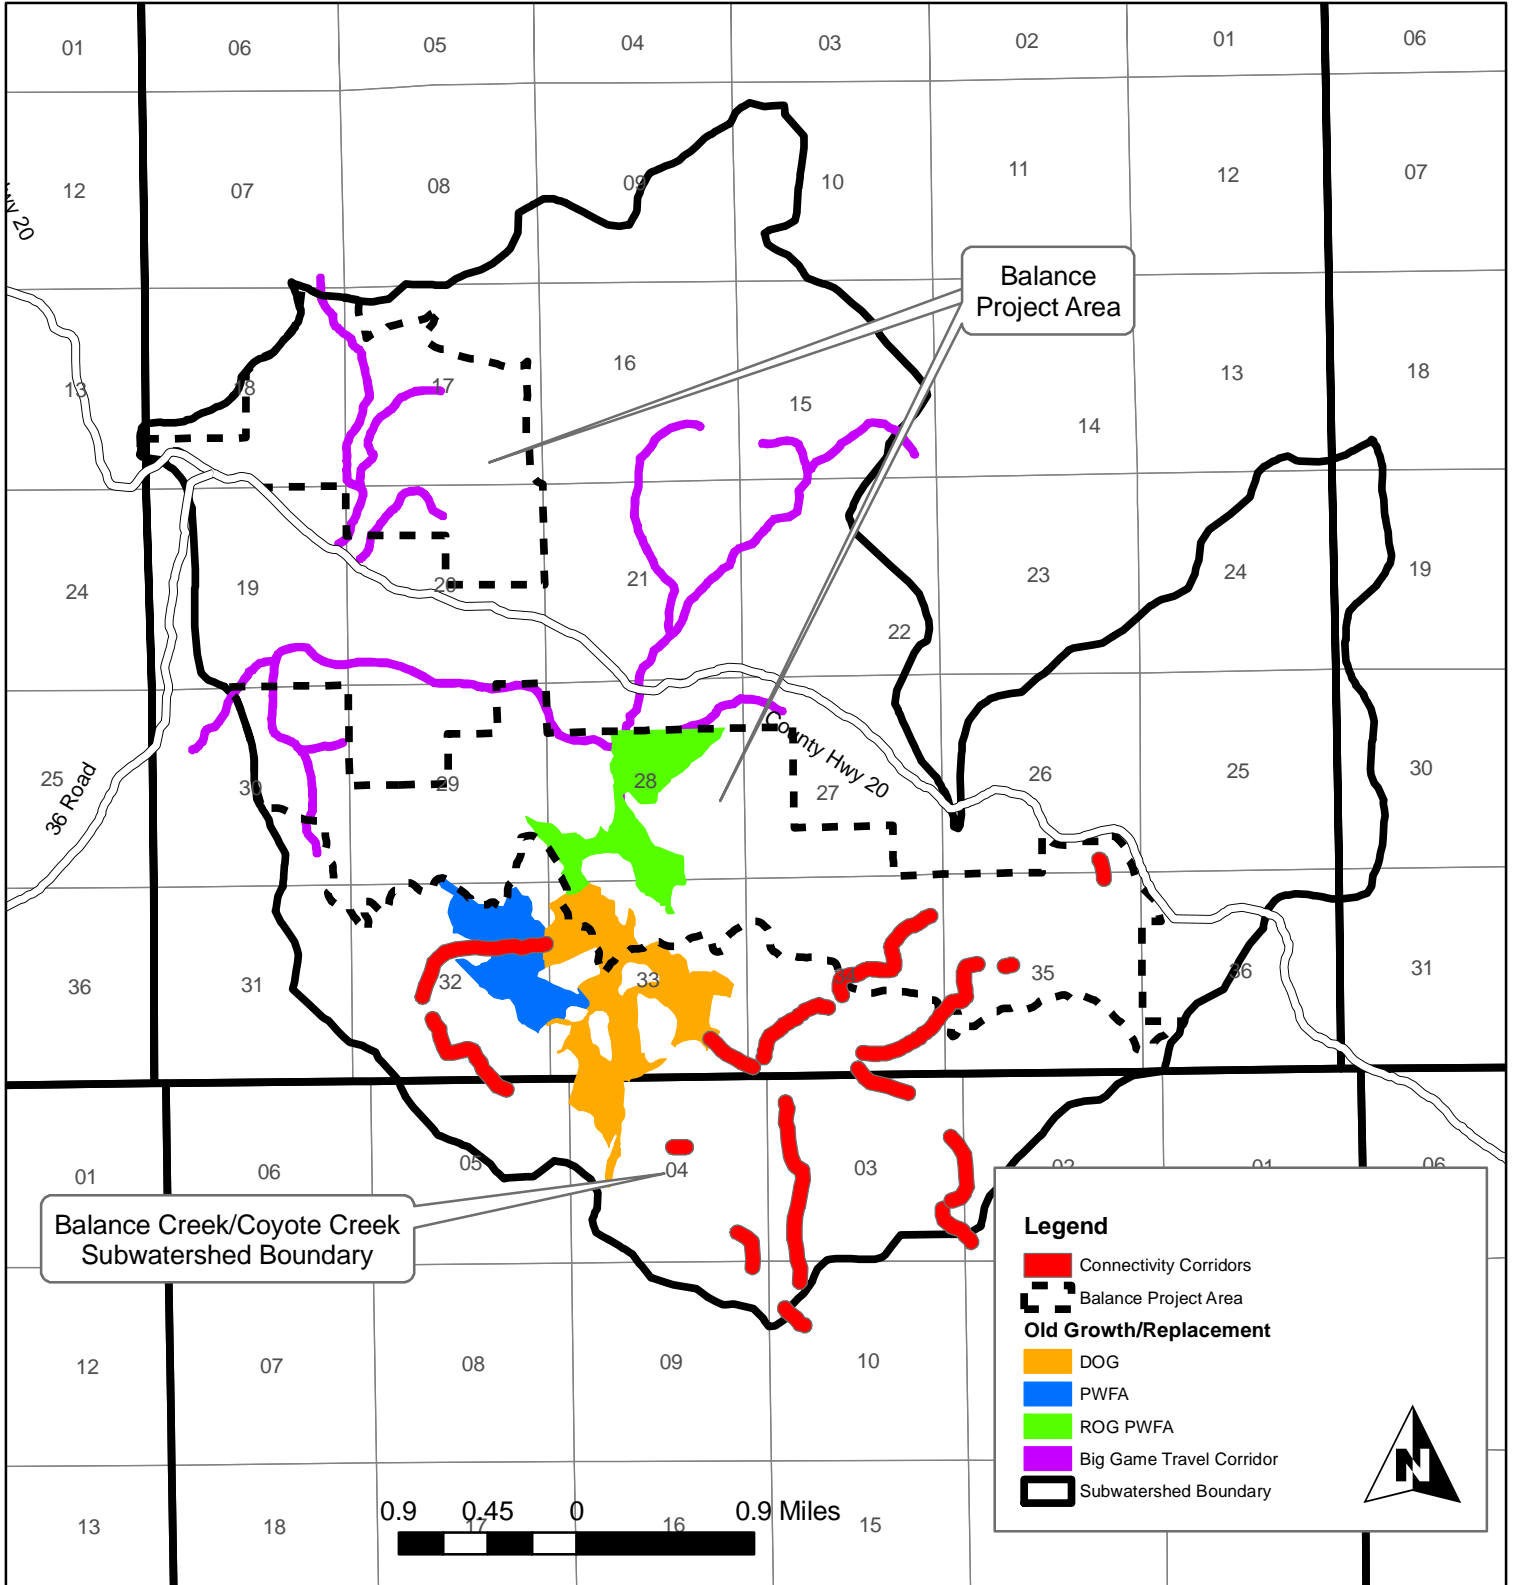 01 06 05 04 03 02 01 06
12 07 08 09 10 11 12 07
wy 20
Balance
Project Area
13 18 17 16 15 14 13 18
24 19 20 21 22 23 24 19
25 30 29 28 27 26 25 30
36 Road
County Hwy 20
36 31 32 33 34 35 36 31
01 06 05 04 03 02 01 06
Balance Creek/Coyote Creek
Subwatershed Boundary
12 07 08 09 10
13 18 17 16 15
0.9 0.45 0 0.9 Miles
Legend
Connectivity Corridors
Balance Project Area
Old Growth/Replacement
DOG
PWFA
ROG PWFA
Big Game Travel Corridor
Subwatershed Boundary
N